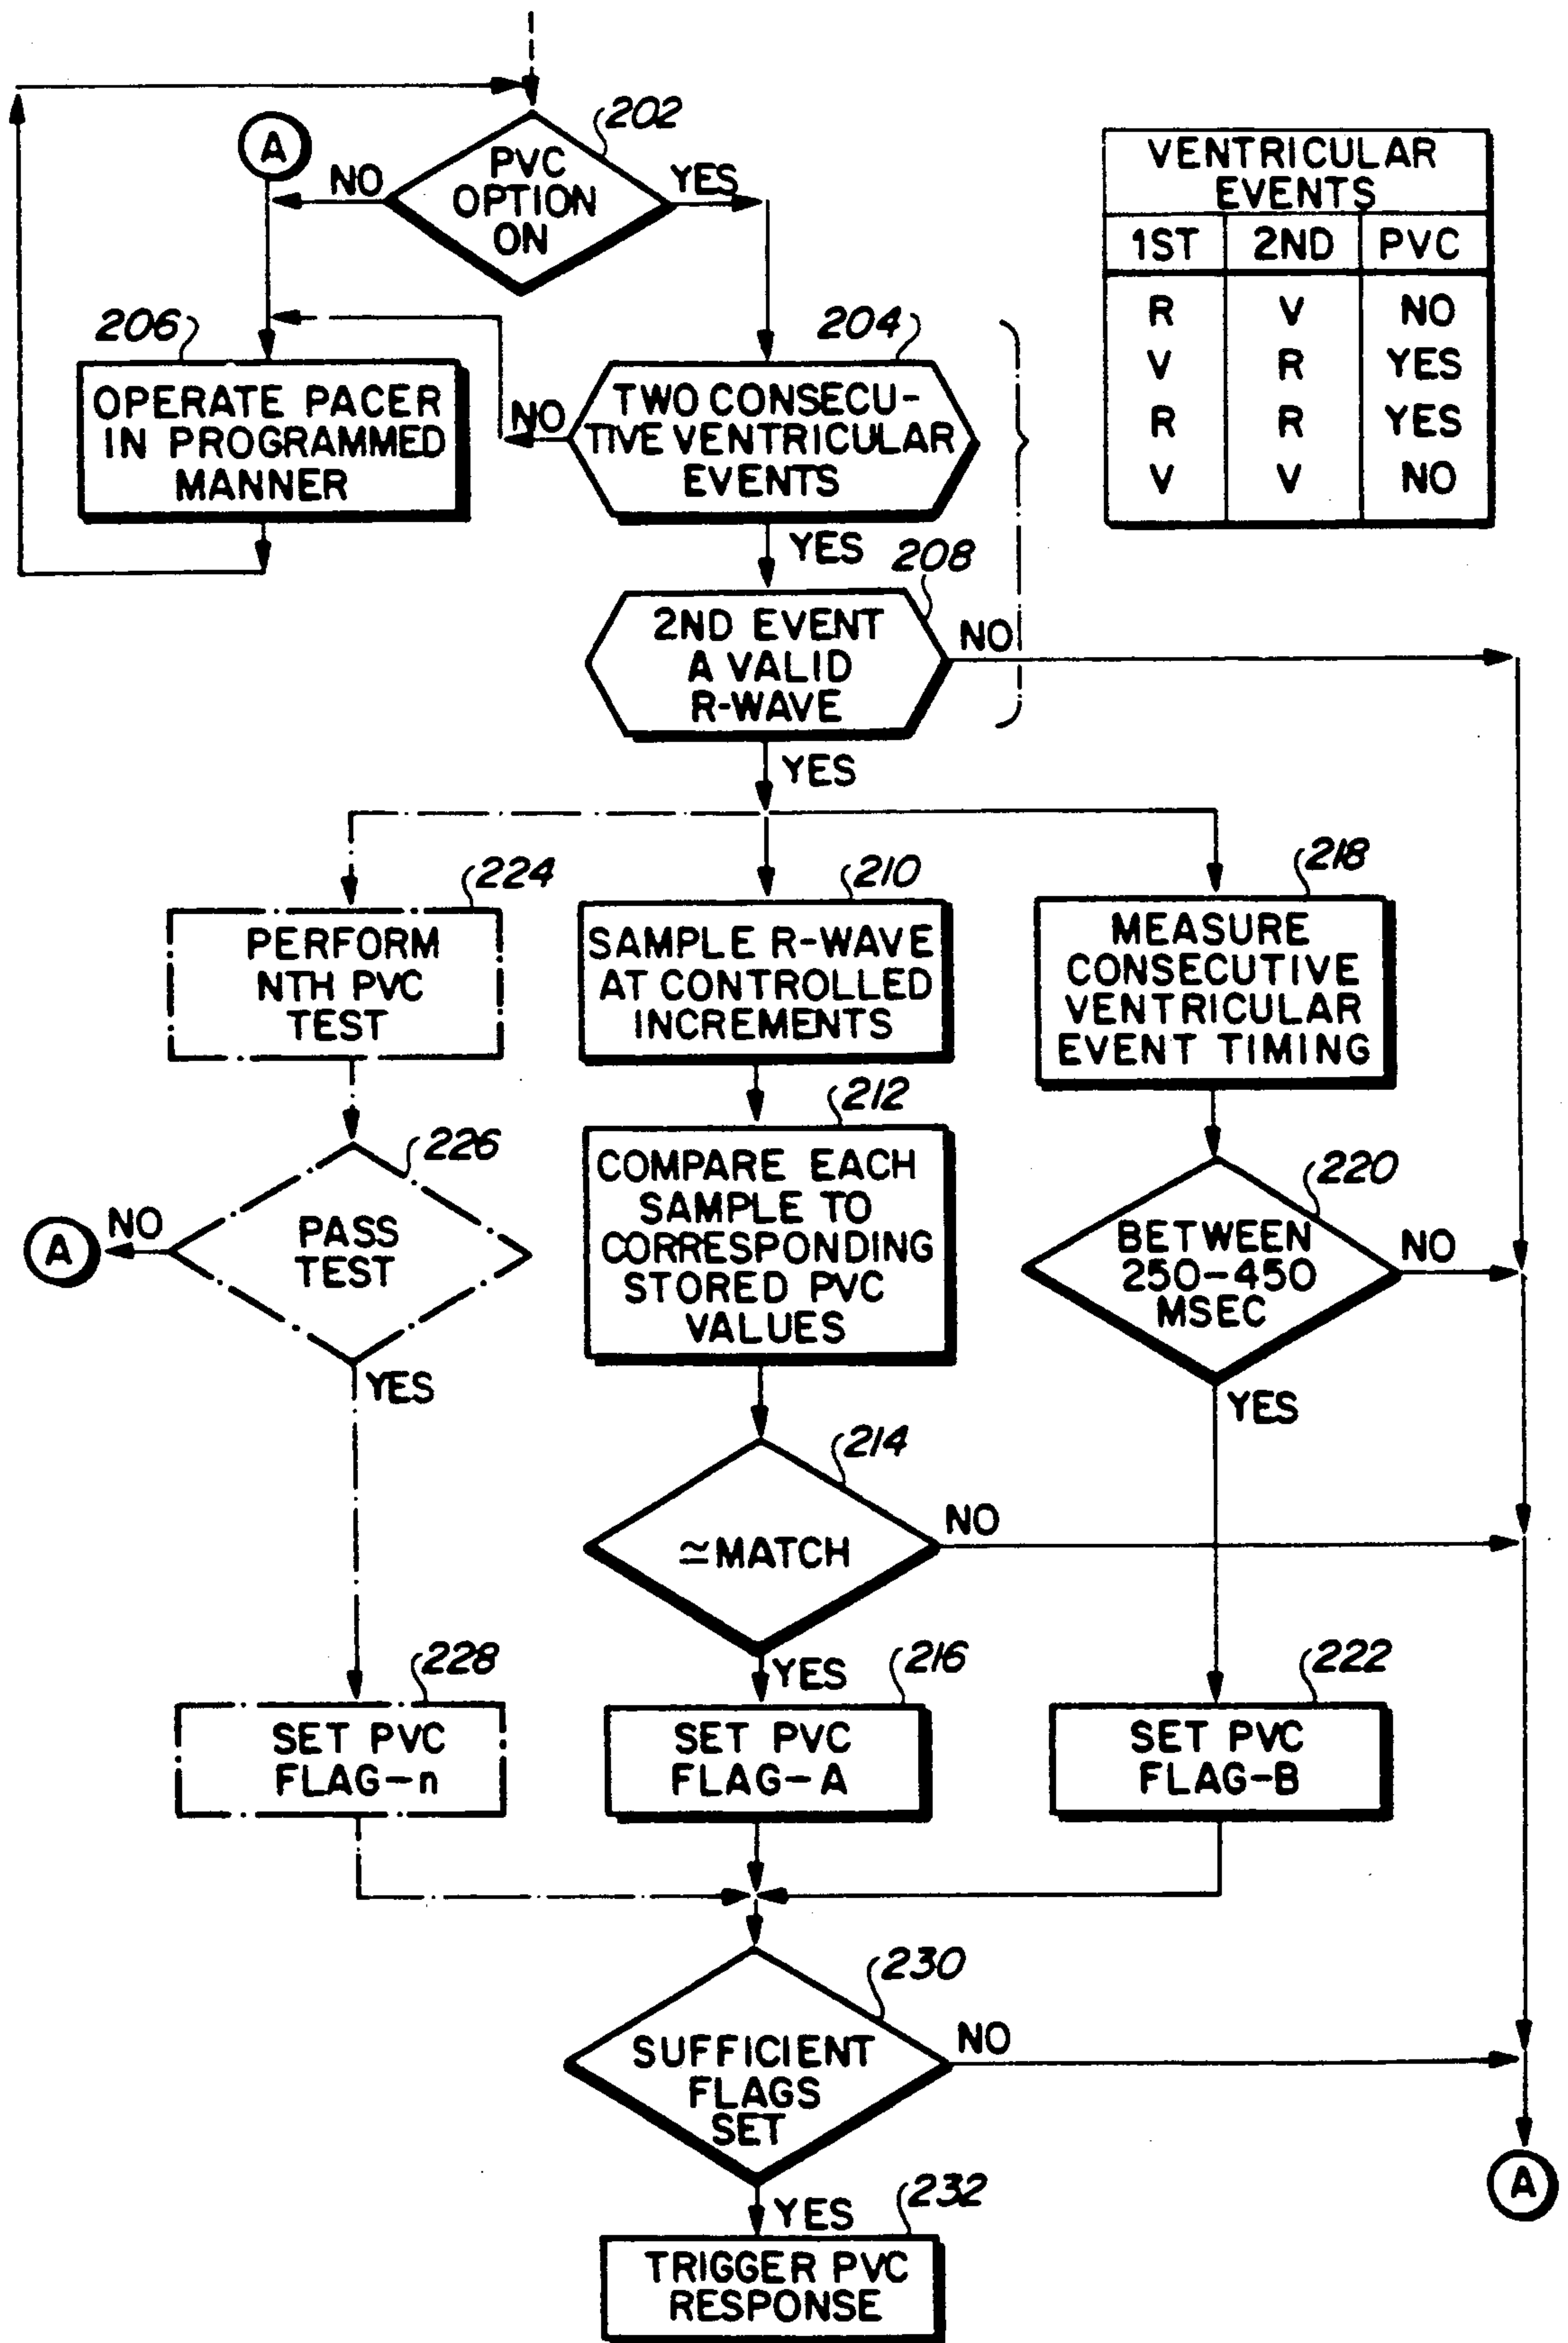 202
A
NO
PVC
OPTION
ON
YES
VENTRICULAR
EVENTS
1ST 2ND PVC
R V NO
V R YES
R R YES
V V NO
206
OPERATE PACER
IN PROGRAMMED
MANNER
204
NO
TWO CONSECU-
TIVE VENTRICULAR
EVENTS
YES
208
2ND EVENT
A VALID
R-WAVE
NO
YES
224
PERFORM
NTH PVC
TEST
210
SAMPLE R-WAVE
AT CONTROLLED
INCREMENTS
218
MEASURE
CONSECUTIVE
VENTRICULAR
EVENT TIMING
226
A
NO
PASS
TEST
YES
212
COMPARE EACH
SAMPLE TO
CORRESPONDING
STORED PVC
VALUES
220
BETWEEN
250-450
MSEC
NO
YES
214
≃MATCH
NO
YES
228
SET PVC
FLAG-n
216
SET PVC
FLAG-A
222
SET PVC
FLAG-B
230
SUFFICIENT
FLAGS
SET
NO
A
YES
232
TRIGGER PVC
RESPONSE